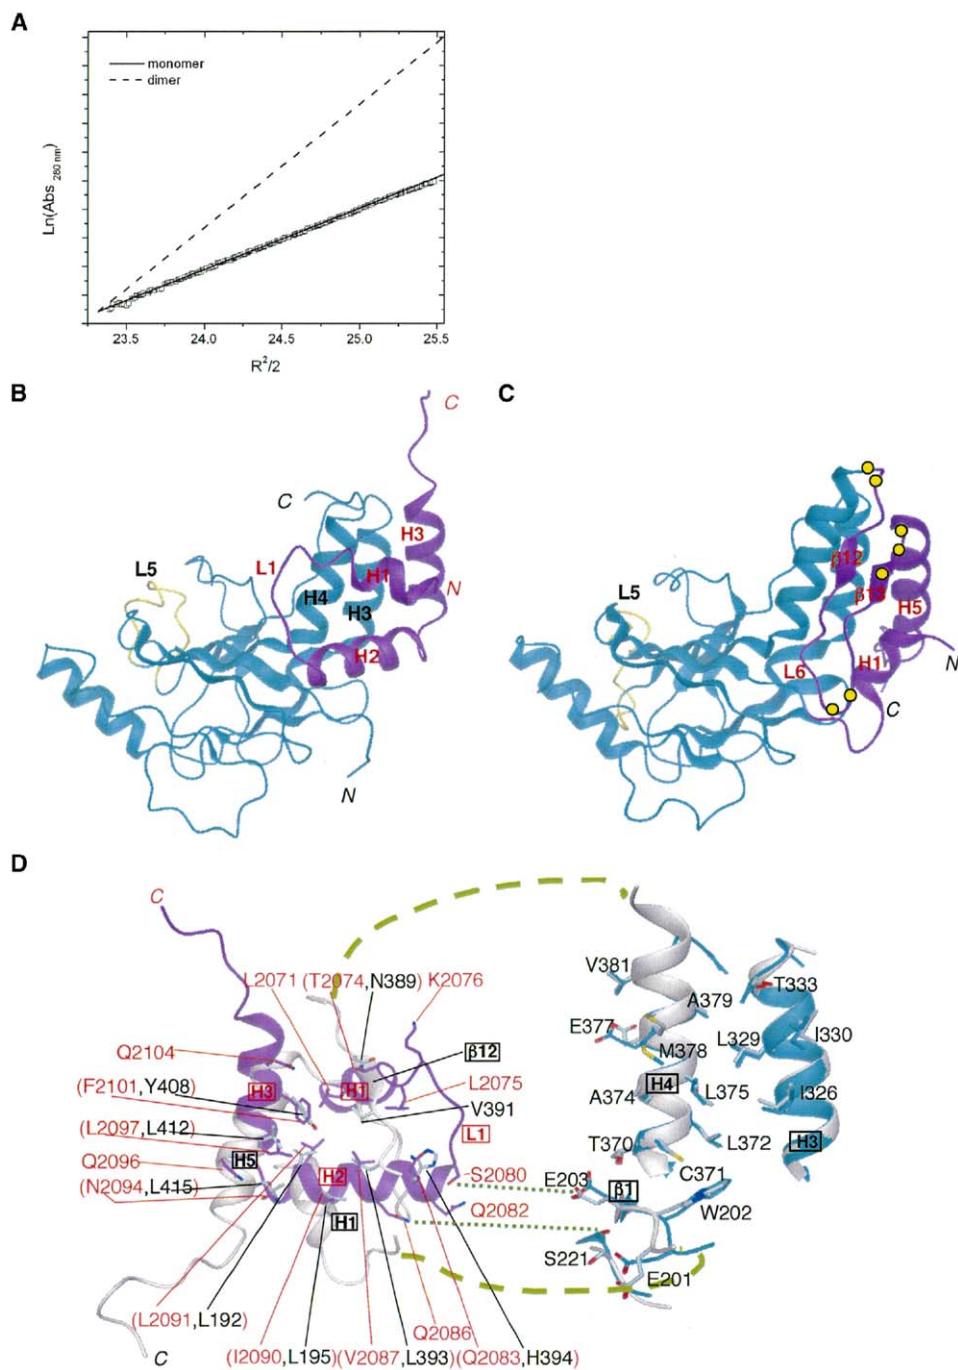 A
monomer
dimer
Ln(Abs 280 nm)
23.5 24.0 24.5 25.0 25.5
R²/2
B
C
C
C
L5
L1
H4
H1
H3
H3
N
H2
N
L5
β12
β13
H5
L6
H1
N
C
D
C
L2071 (T2074,N389) K2076
Q2104
(F2101,Y408)
(L2097,L412)
Q2096
(N2094,L415)
H3
H1
β12
L2075
V391
L1
H5
H2
H1
S2080
Q2082
(L2091,L192)
Q2086
C
(I2090,L195)(V2087,L393)(Q2083,H394)
V381
T333
A379
E377
L329
I330
M378
A374
H4
L375
I326
T370
L372
H3
E203
β1
C371
W202
S221
E201